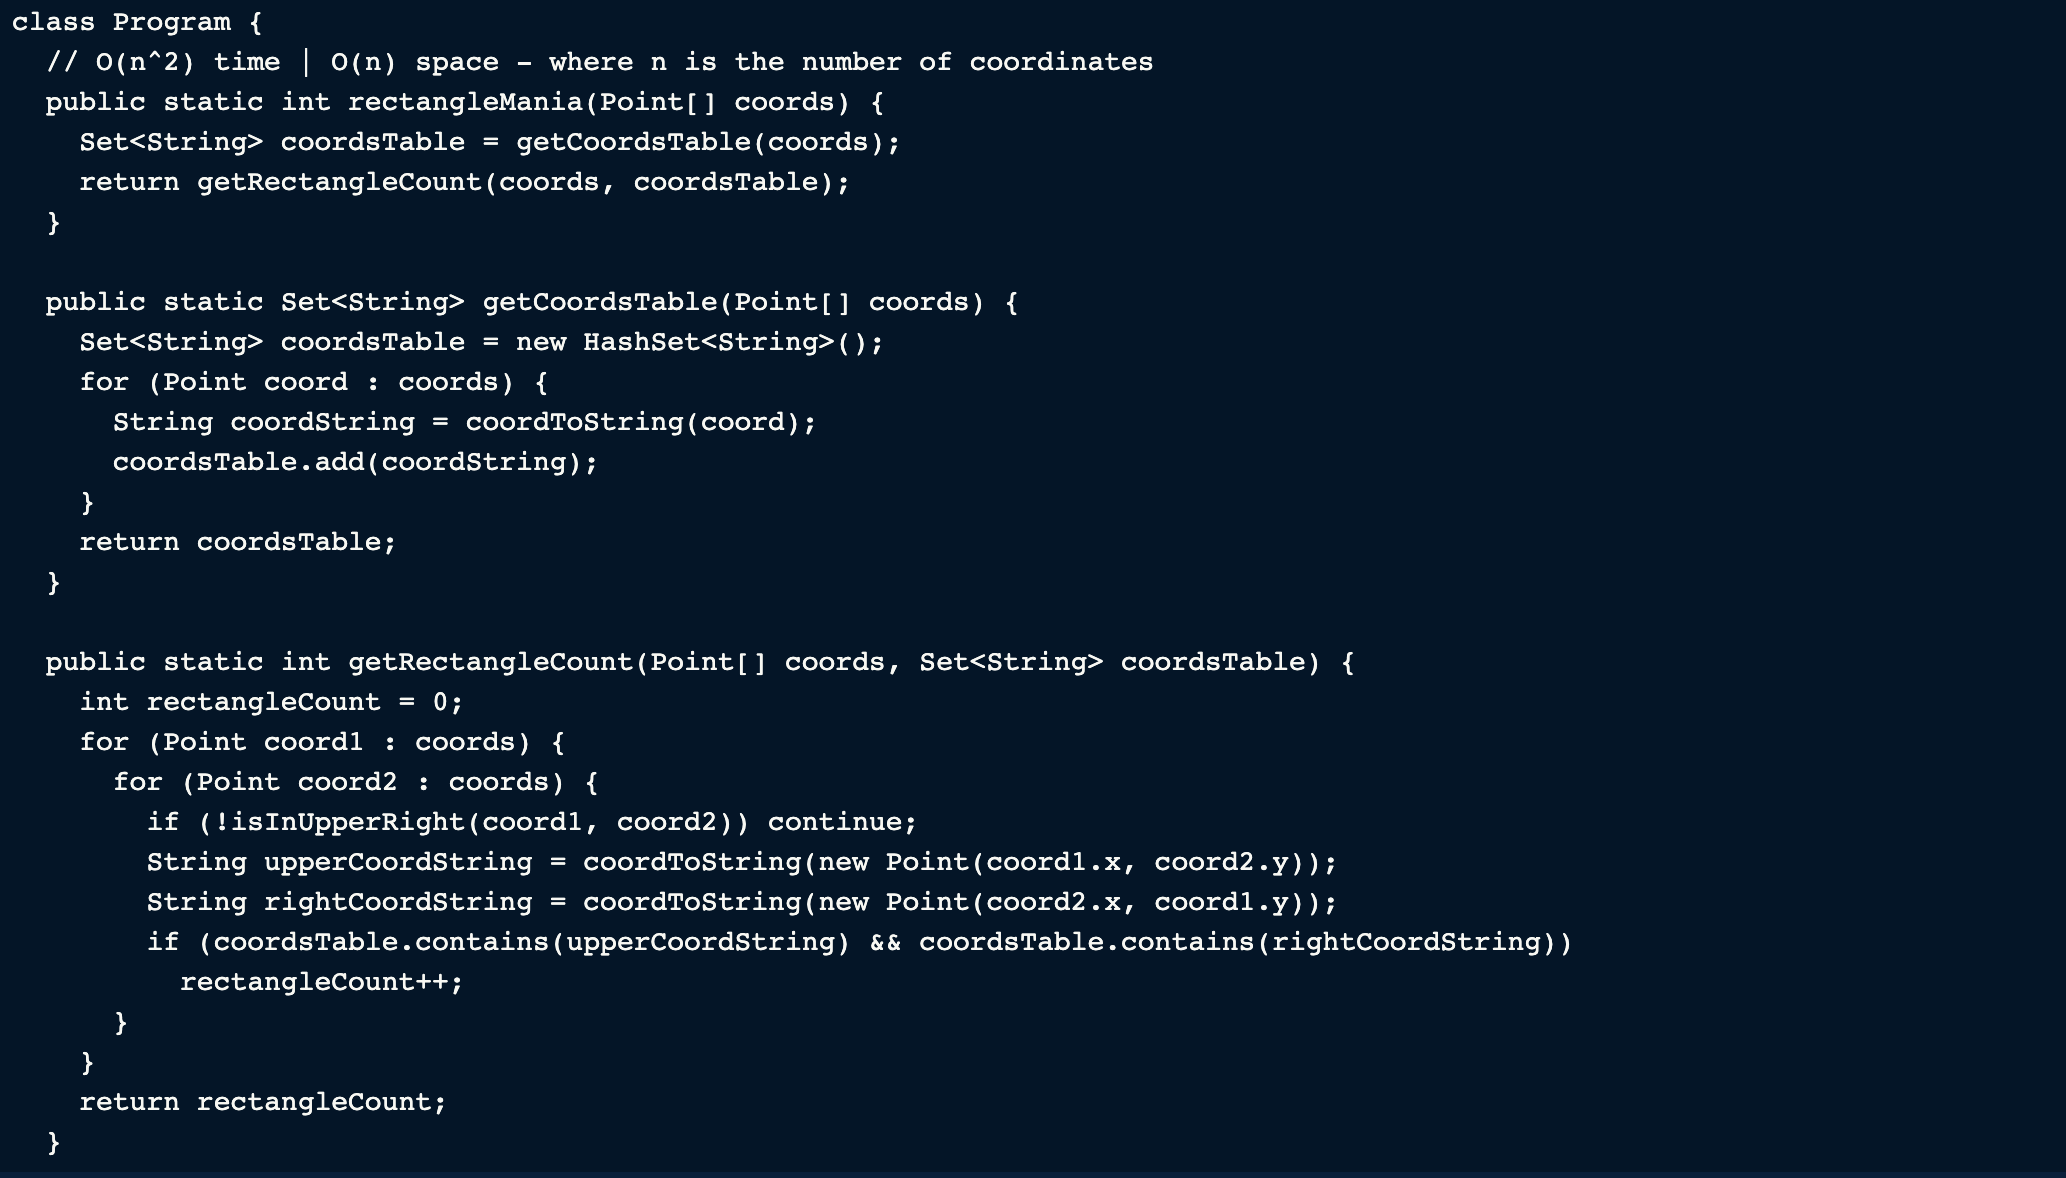 class Program {
  // O(n^2) time | O(n) space - where n is the number of coordinates
  public static int rectangleMania(Point[] coords) {
    Set<String> coordsTable = getCoordsTable(coords);
    return getRectangleCount(coords, coordsTable);
  }

  public static Set<String> getCoordsTable(Point[] coords) {
    Set<String> coordsTable = new HashSet<String>();
    for (Point coord : coords) {
      String coordString = coordToString(coord);
      coordsTable.add(coordString);
    }
    return coordsTable;
  }

  public static int getRectangleCount(Point[] coords, Set<String> coordsTable) {
    int rectangleCount = 0;
    for (Point coord1 : coords) {
      for (Point coord2 : coords) {
        if (!isInUpperRight(coord1, coord2)) continue;
        String upperCoordString = coordToString(new Point(coord1.x, coord2.y));
        String rightCoordString = coordToString(new Point(coord2.x, coord1.y));
        if (coordsTable.contains(upperCoordString) && coordsTable.contains(rightCoordString))
          rectangleCount++;
      }
    }
    return rectangleCount;
  }